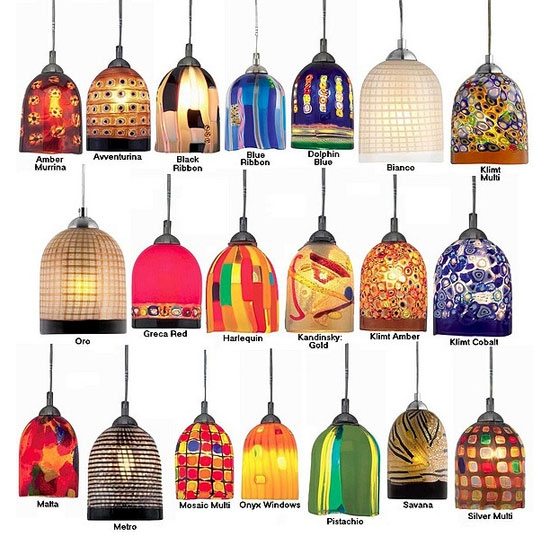 Amber
Murrina
Avventurina
Black
Ribbon
Blue
Ribbon
Dolphin
Blue
Bianco
Klimt
Multi
Oro
Greca Red
Harlequin
Kandinsky:
Gold
Klimt Amber
Klimt Cobalt
Malta
Metro
Mosaic Multi
Onyx Windows
Pistachio
Savana
Silver Multi